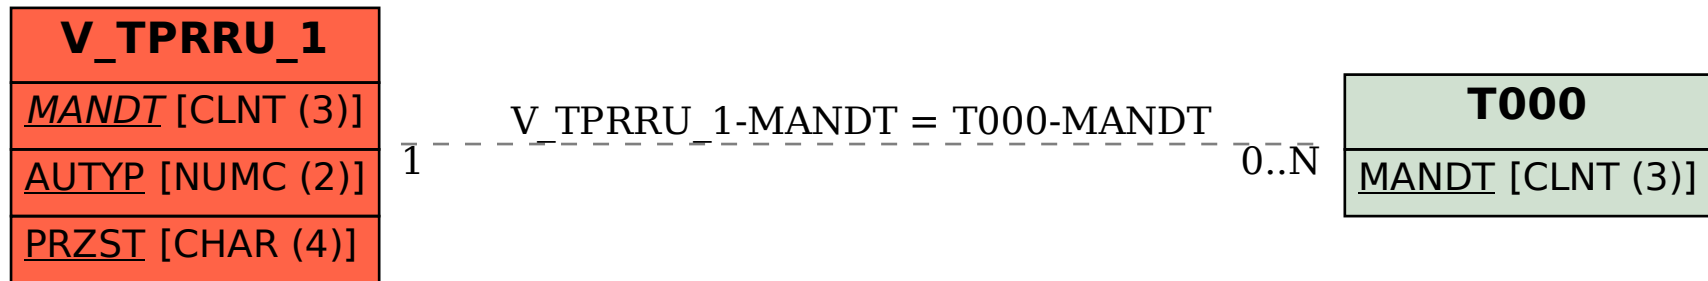 V_TPRRU_1
MANDT [CLNT (3)]
AUTYP [NUMC (2)]
PRZST [CHAR (4)]
V_TPRRU_1-MANDT = T000-MANDT
1
0..N
T000
MANDT [CLNT (3)]